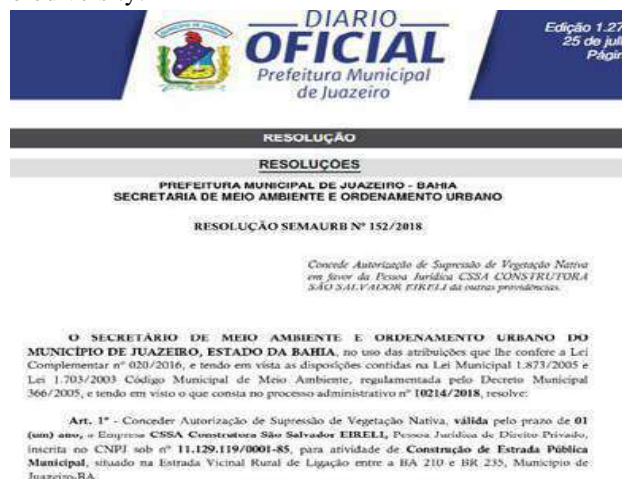 DIARIO
OFICIAL
Prefeitura Municipal
de Juazeiro
Edição 1.27
25 de jul
Págin
RESOLUÇÃO
RESOLUÇOES
PREFEITURA MUNICIPAL DE JUAZEIRO - BAHIA
SECRETARIA DE MEIO AMBIENTE E ORDENAMENTO URBANO
RESOLUÇÃO SEMAURB Nº 152/2018
Concede Autorização de Supressão de Vegetação Nativa
em favor da Pessoa Jurídica CSSA CONSTRUTORA
SÃO SALVADOR EIRELI dá outras providências.
O SECRETÁRIO DE MEIO AMBIENTE E ORDENAMENTO URBANO DO
MUNICÍPIO DE JUAZEIRO, ESTADO DA BAHIA, no uso das atribuições que lhe confere a Lei
Complementar nº 020/2016, e tendo em vista as disposições contidas na Lei Municipal 1.873/2005 e
Lei 1.703/2003 Código Municipal de Meio Ambiente, regulamentada pelo Decreto Municipal
366/2005, e tendo em visto o que consta no processo administrativo nº 10214/2018, resolve:
Art. 1º - Conceder Autorização de Supressão de Vegetação Nativa, válida pelo prazo de 01
(um) ano, a Empresa CSSA Construtora São Salvador EIRELI, Pessoa Jurídica de Direito Privado,
inscrita no CNPJ sob nº 11.129.119/0001-85, para atividade de Construção de Estrada Pública
Municipal, situado na Estrada Vicinal Rural de Ligação entre a BA 210 e BR 235, Município de
Juazeiro-BA.